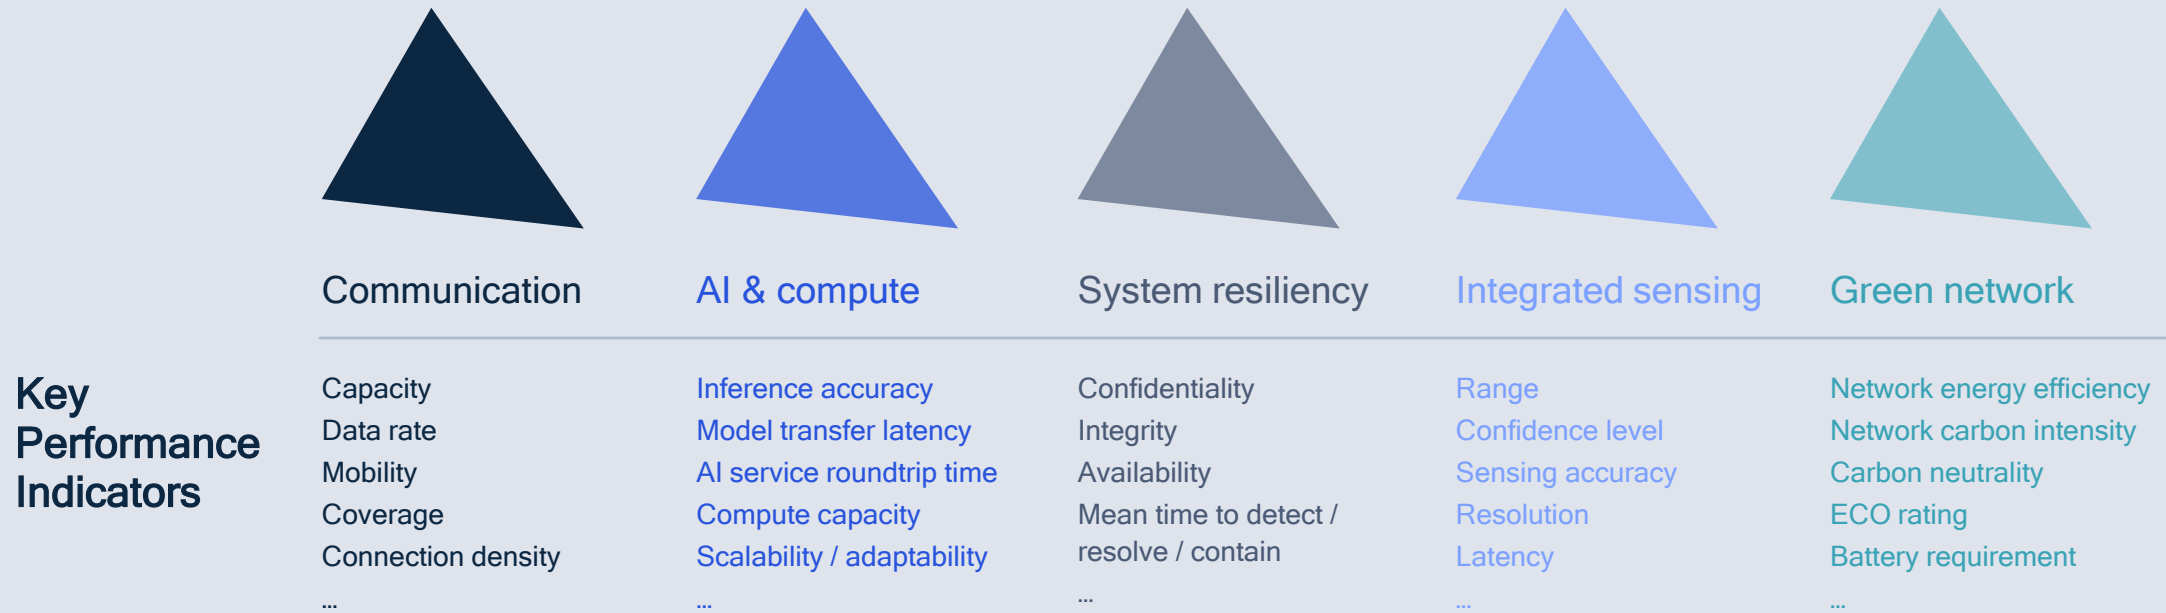 Communication
AI & compute
System resiliency
Integrated sensing
Green network
Key
Performance
Indicators
Capacity
Data rate
Mobility
Coverage
Connection density
...
Inference accuracy
Model transfer latency
AI service roundtrip time
Compute capacity
Scalability / adaptability
...
Confidentiality
Integrity
Availability
Mean time to detect /
resolve / contain
...
Range
Confidence level
Sensing accuracy
Resolution
Latency
...
Network energy efficiency
Network carbon intensity
Carbon neutrality
ECO rating
Battery requirement
...